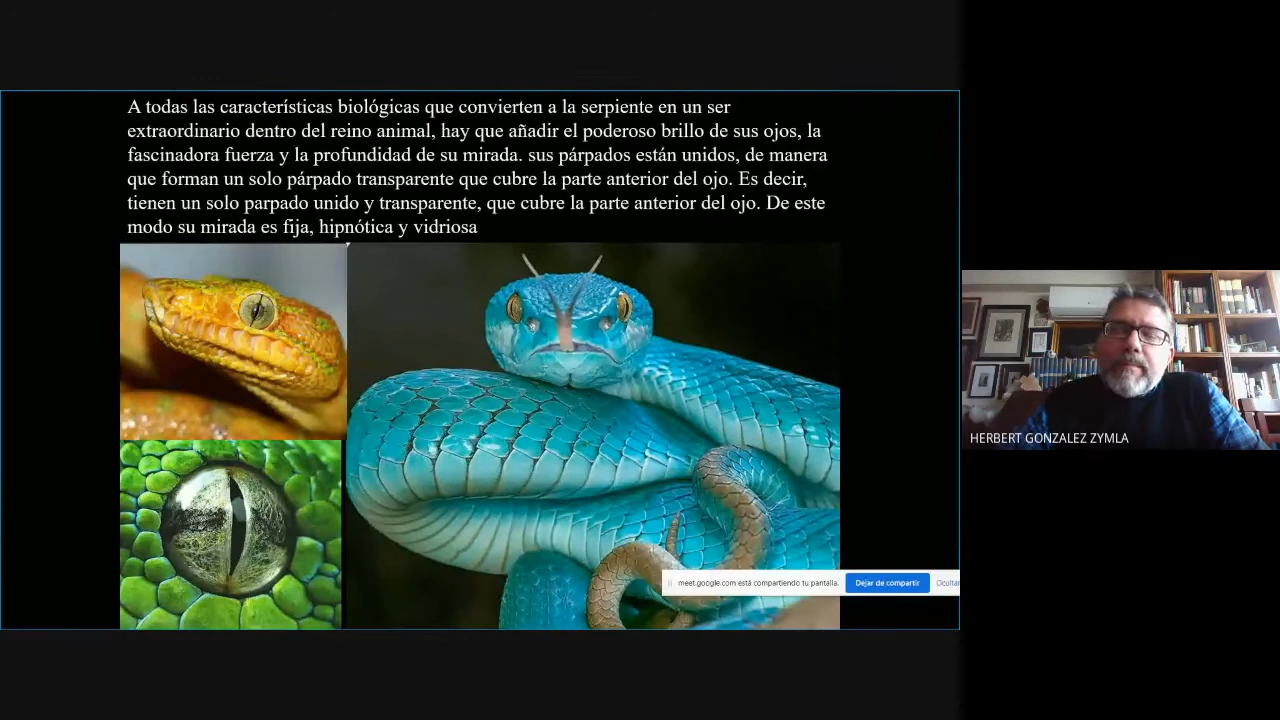 A todas las características biológicas que convierten a la serpiente en un ser
extraordinario dentro del reino animal, hay que añadir el poderoso brillo de sus ojos, la
fascinadora fuerza y la profundidad de su mirada. sus párpados están unidos, de manera
que forman un solo párpado transparente que cubre la parte anterior del ojo. Es decir,
tienen un solo parpado unido y transparente, que cubre la parte anterior del ojo. De este
modo su mirada es fija, hipnótica y vidriosa
HERBERT GONZALEZ ZYMLA
meet.google.com está compartiendo tu pantalla.
Dejar de compartir
Ocultar